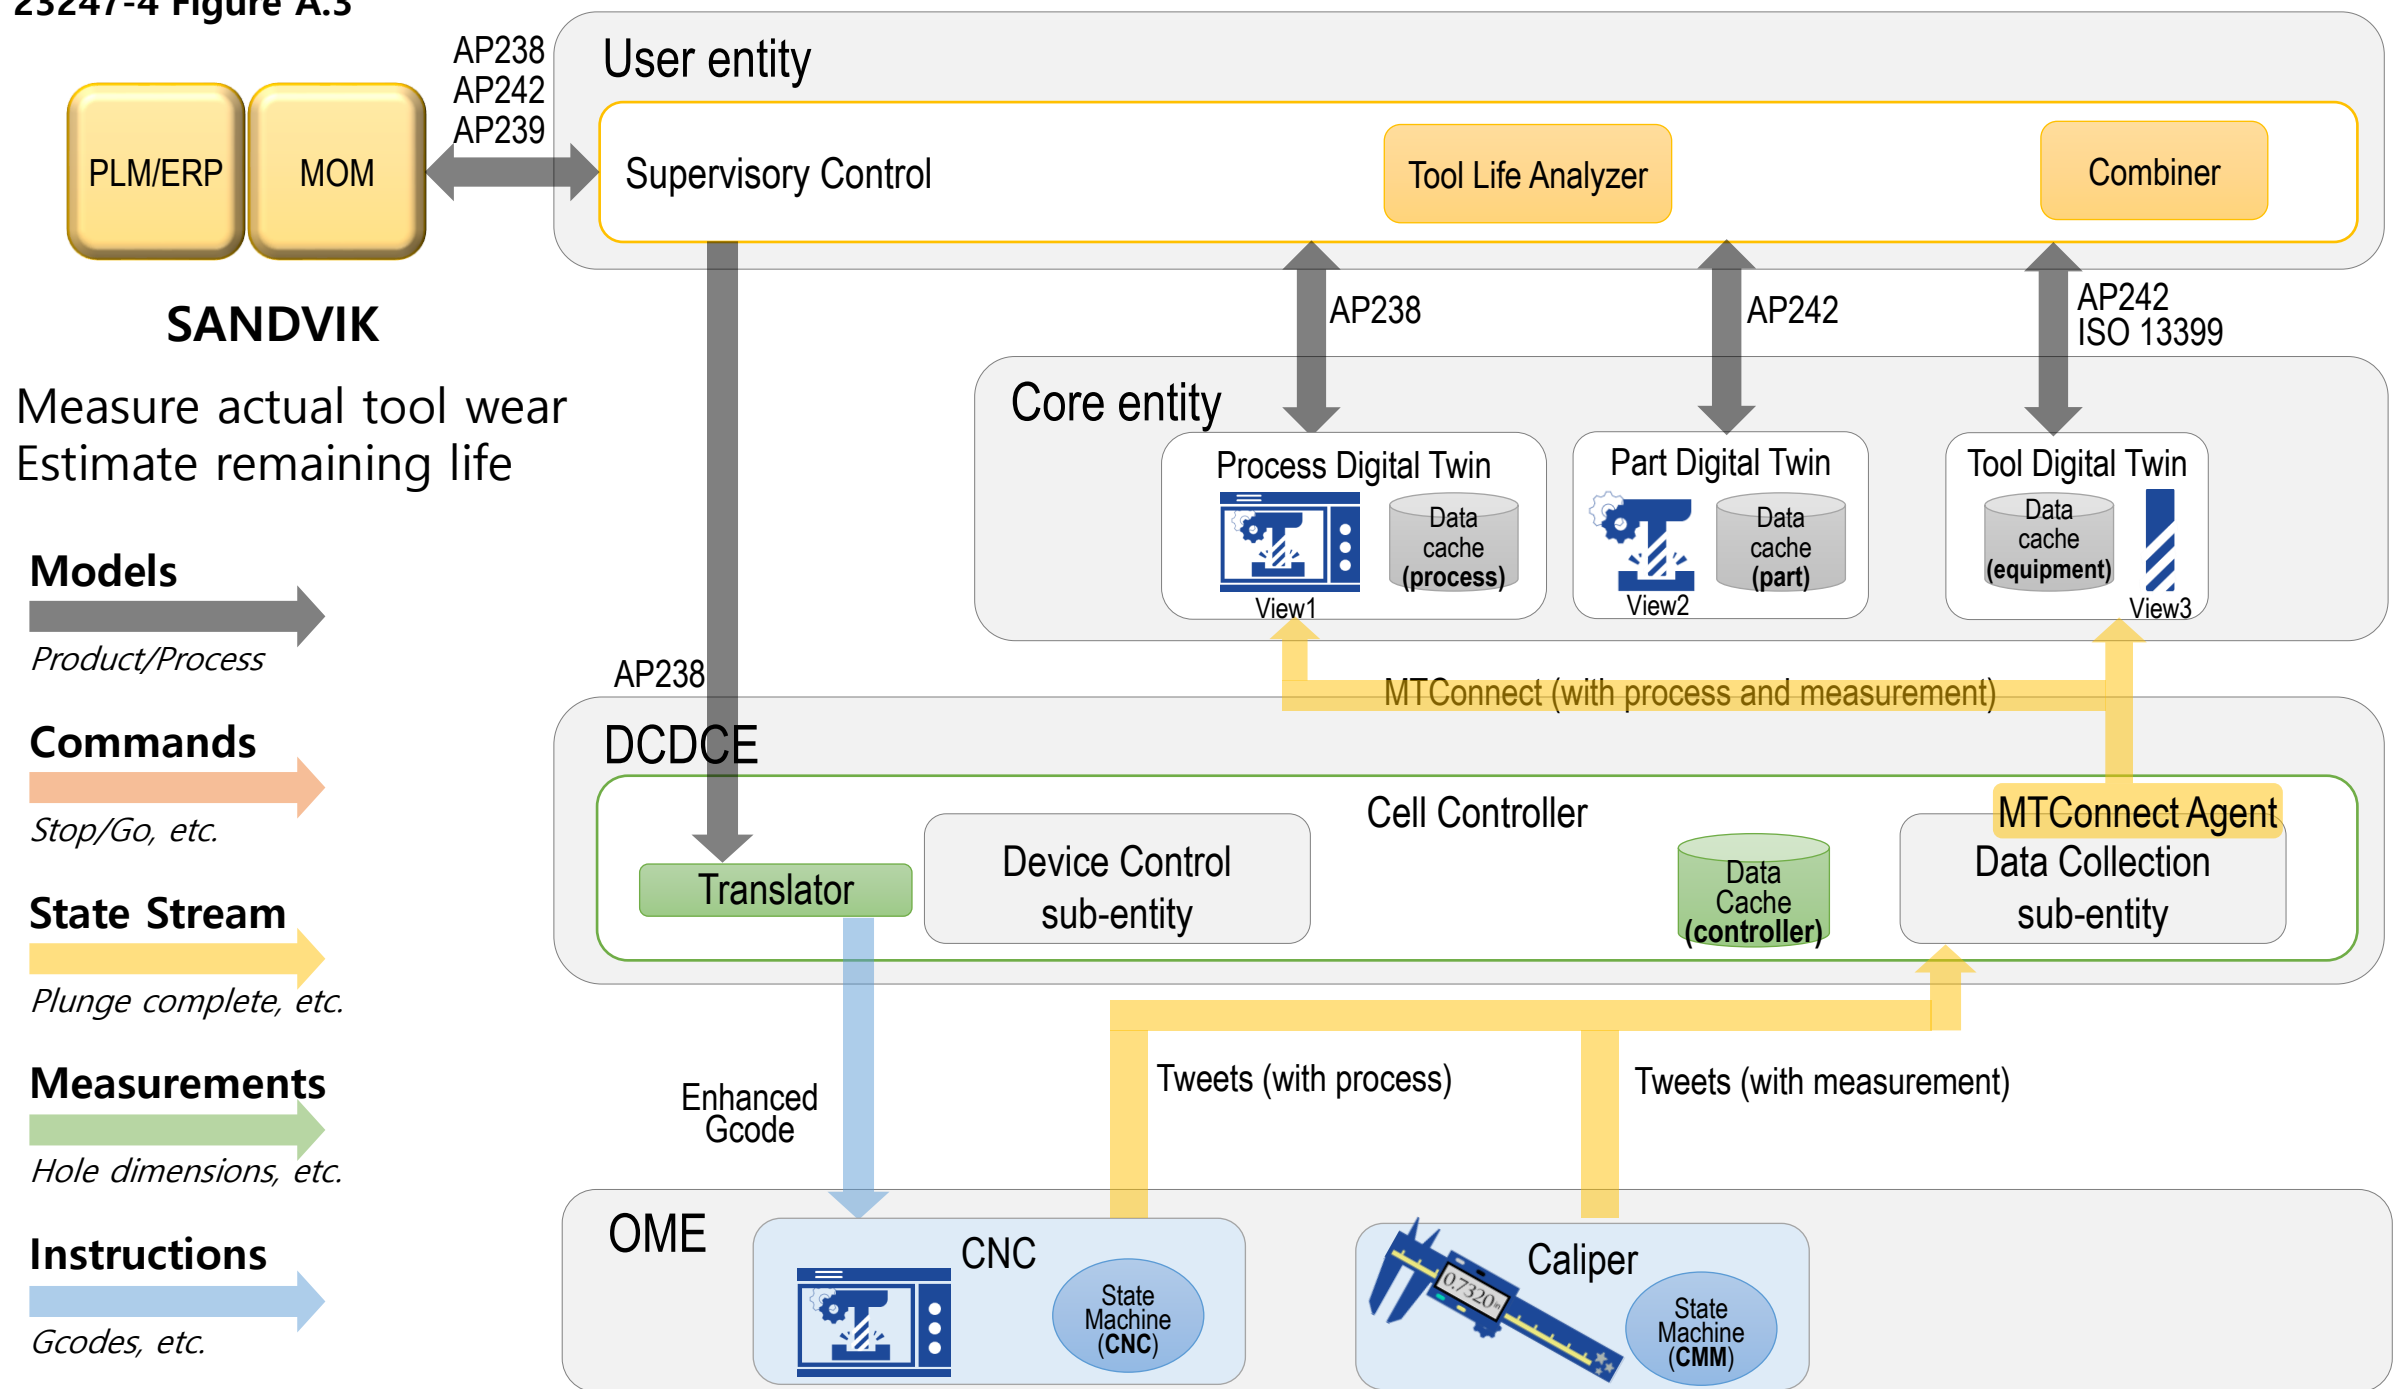 23247-4 Figure A.3
AP238
AP242
AP239
PLM/ERP
MOM
User entity
Supervisory Control
Tool Life Analyzer
Combiner
SANDVIK
Measure actual tool wear
Estimate remaining life
AP238
AP242
AP242
ISO 13399
Core entity
Process Digital Twin
Data
cache
(process)
View1
Part Digital Twin
Data
cache
(part)
View2
Tool Digital Twin
Data
cache
(equipment)
View3
Models
Product/Process
Commands
Stop/Go, etc.
State Stream
Plunge complete, etc.
Measurements
Hole dimensions, etc.
Instructions
Gcodes, etc.
AP238
MTConnect (with process and measurement)
DCDCE
Cell Controller
Translator
Device Control
sub-entity
Data
Cache
(controller)
MTConnect Agent
Data Collection
sub-entity
Enhanced
Gcode
Tweets (with process)
Tweets (with measurement)
OME
CNC
State
Machine
(CNC)
Caliper
0.7320in
State
Machine
(CMM)